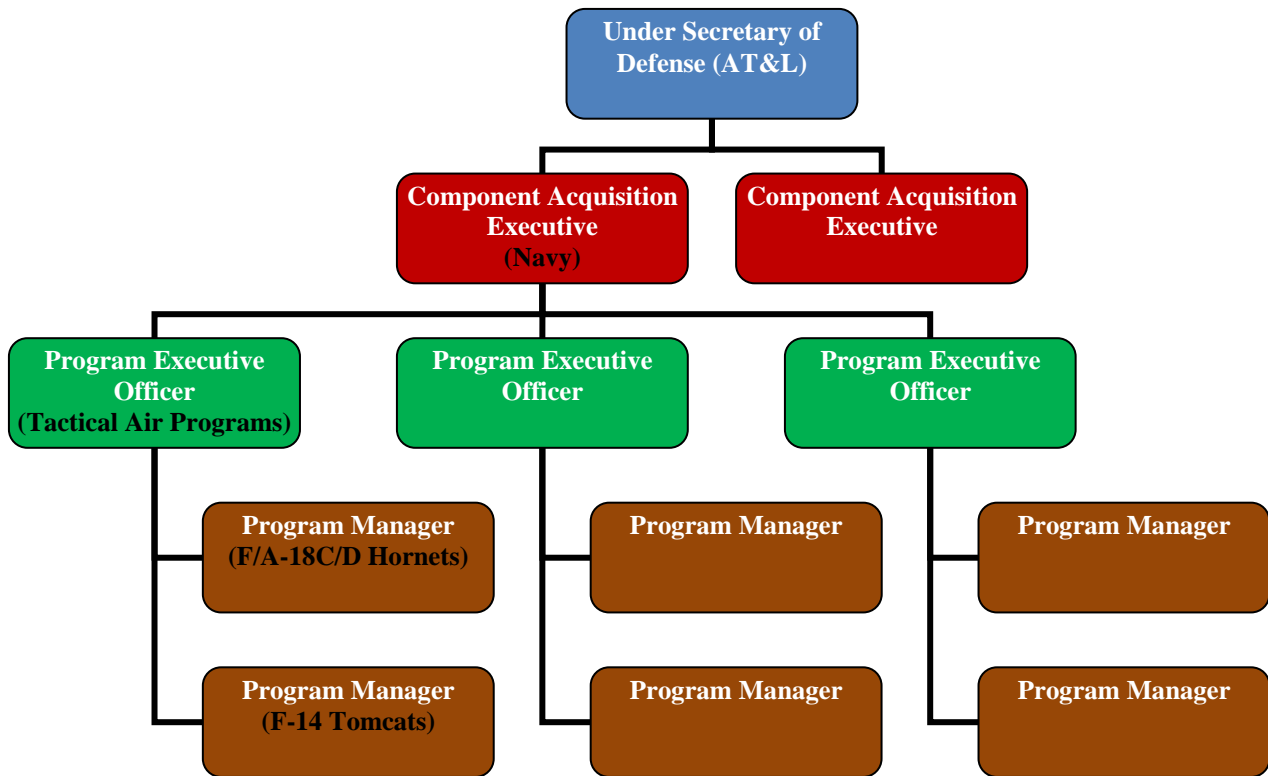 Under Secretary of
Defense (AT&L)
Component Acquisition
Executive
(Navy)
Component Acquisition
Executive
Program Executive
Officer
(Tactical Air Programs)
Program Executive
Officer
Program Executive
Officer
Program Manager
(F/A-18C/D Hornets)
Program Manager
Program Manager
Program Manager
(F-14 Tomcats)
Program Manager
Program Manager